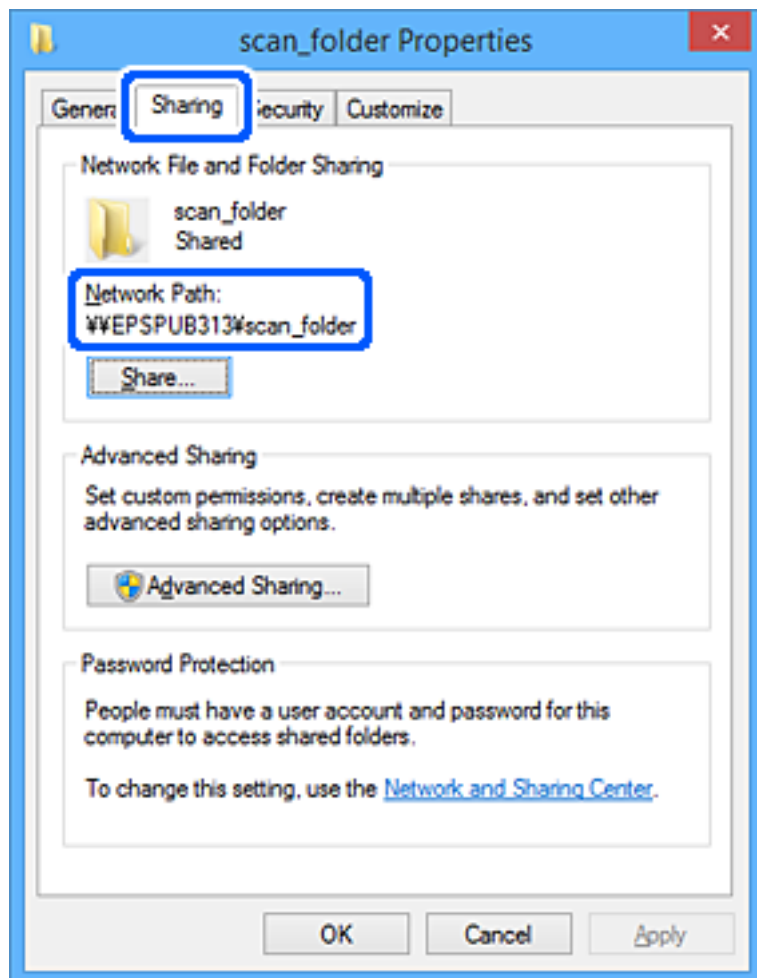 scan_folder Properties
Sharing Customize
Network File and Folder Sharing
scan_folder
Shared
Network Path:
¥¥EPSPUB313¥scan_folder
Share...
Advanced Sharing
Set custom permissions, create multiple shares, and set other
advanced sharing options.
Advanced Sharing...
Password Protection
People must have a user account and password for this
computer to access shared folders.
To change this setting, use the Network and Sharing Center.
OK Cancel Apply